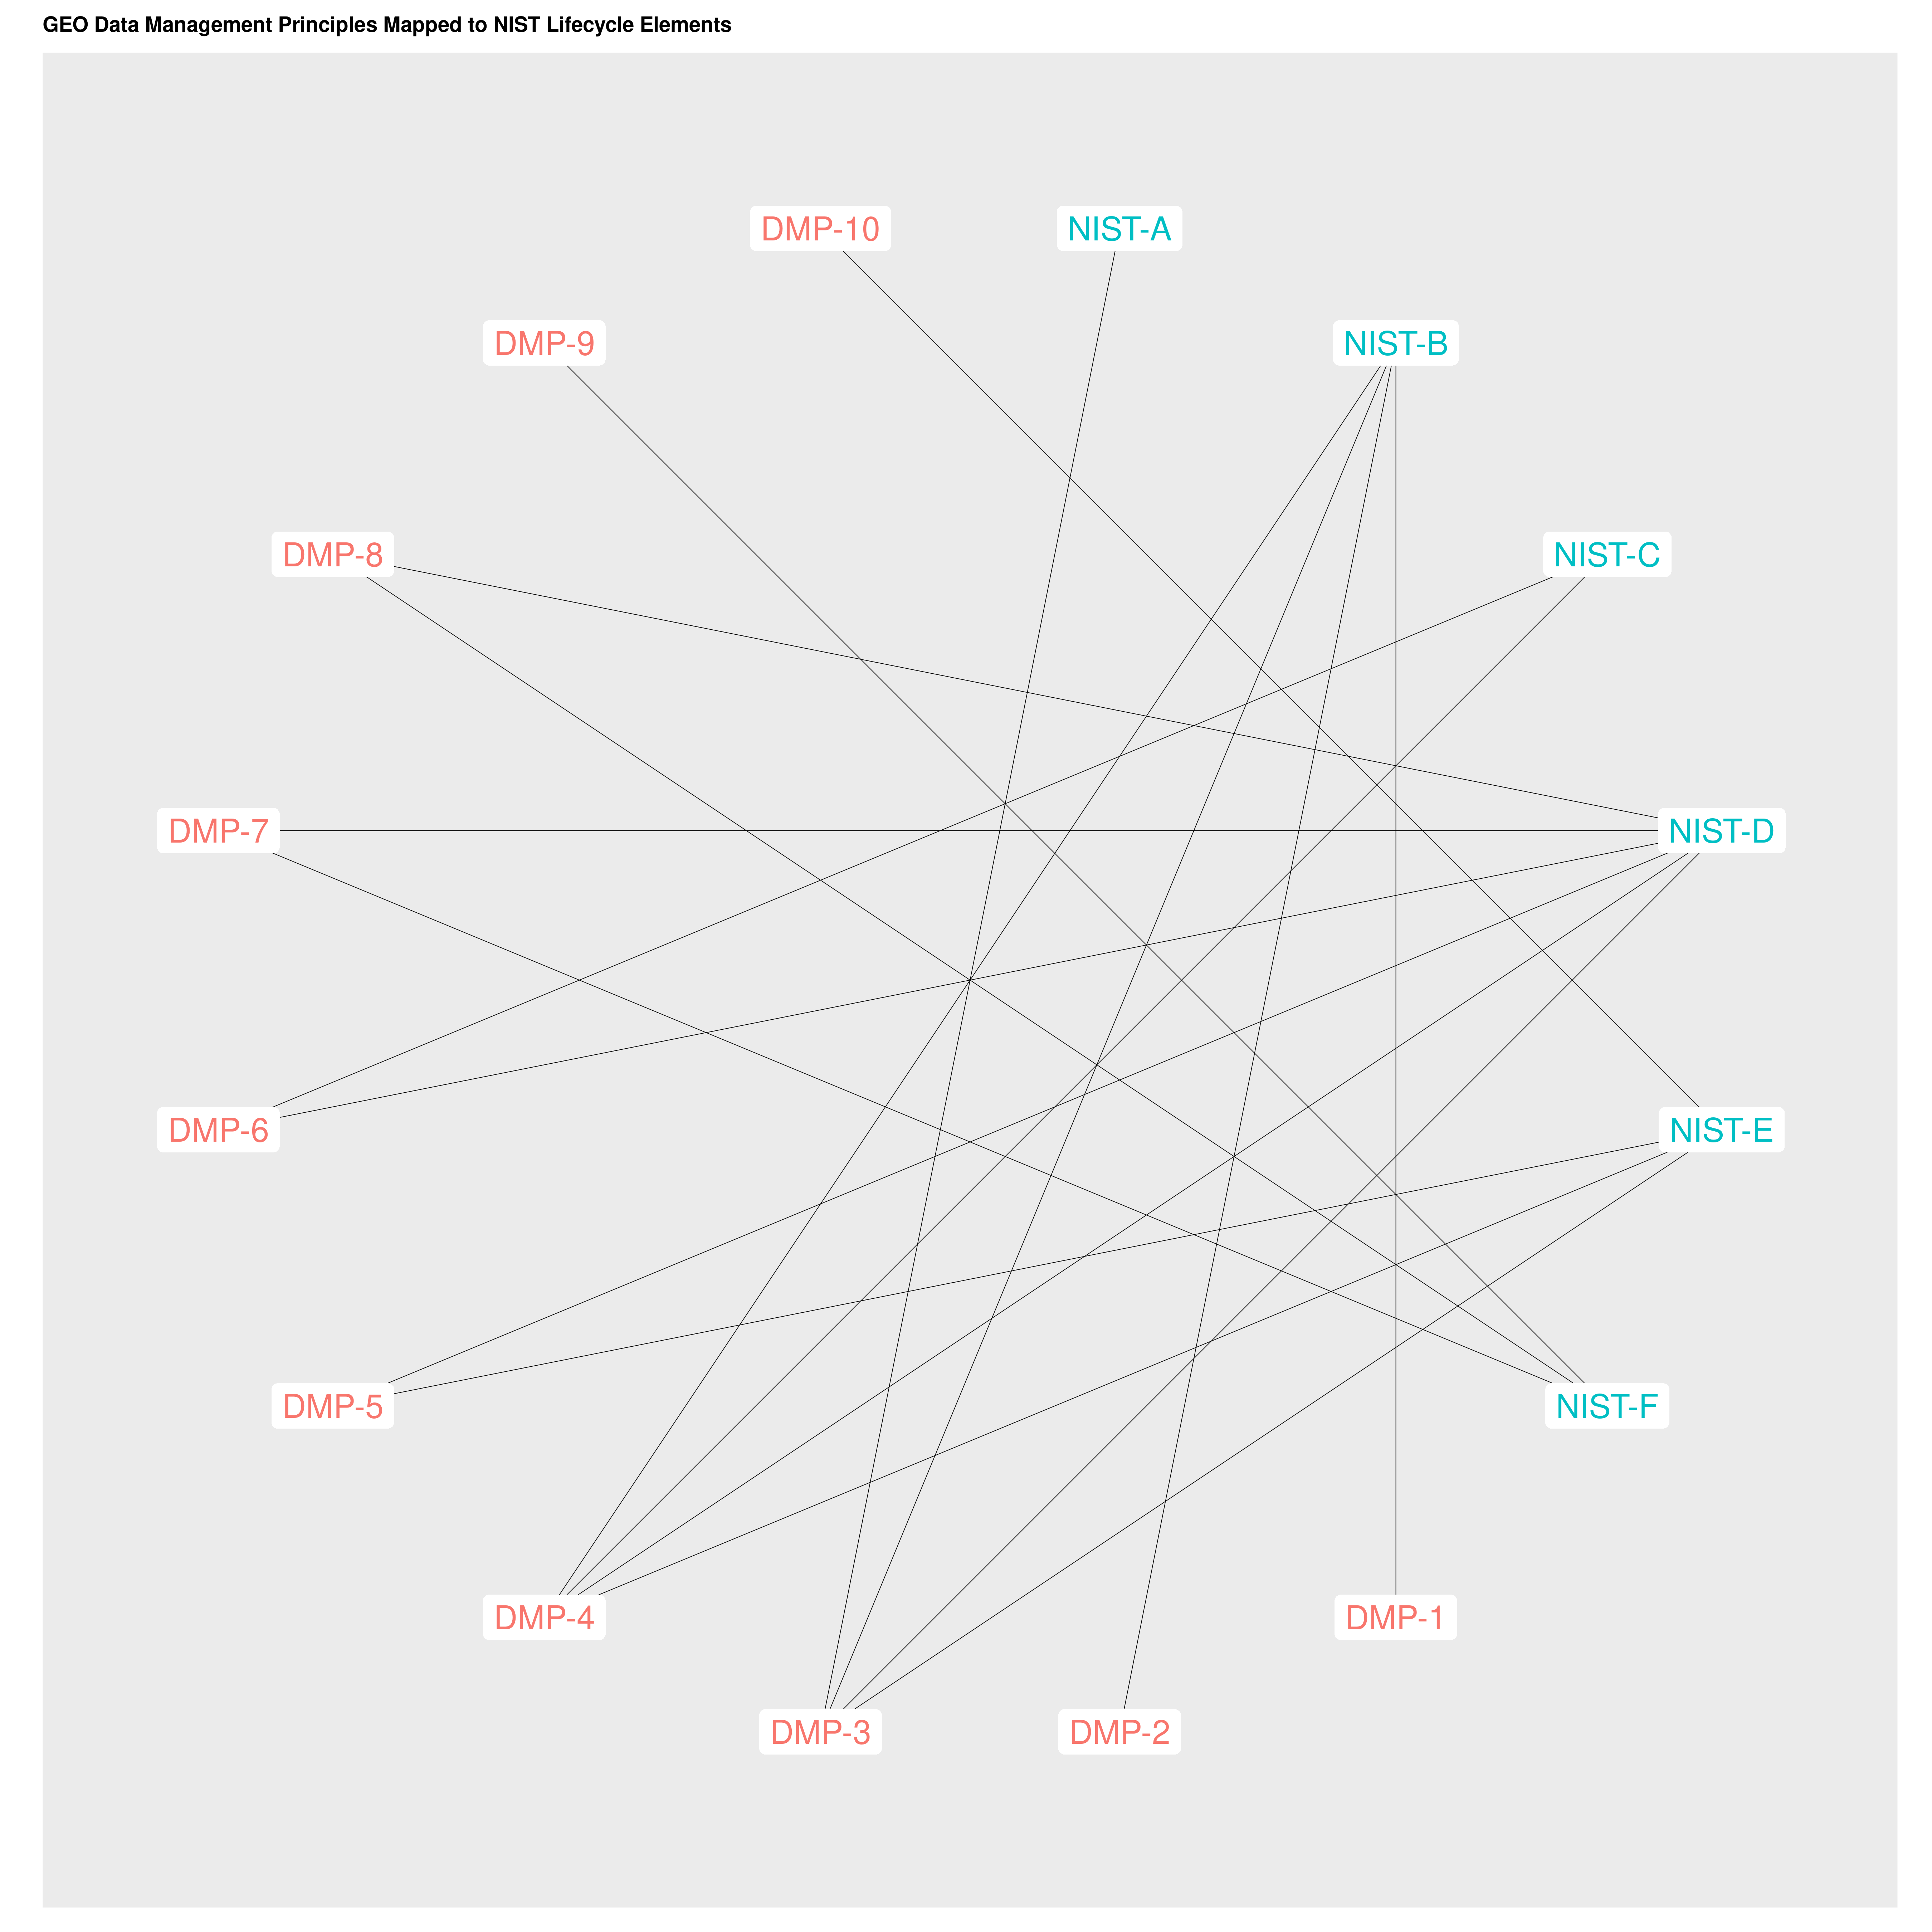 GEO Data Management Principles Mapped to NIST Lifecycle Elements
DMP-10
NIST-A
DMP-9
NIST-B
DMP-8
NIST-C
DMP-7
NIST-D
DMP-6
NIST-E
DMP-5
NIST-F
DMP-4
DMP-1
DMP-3
DMP-2